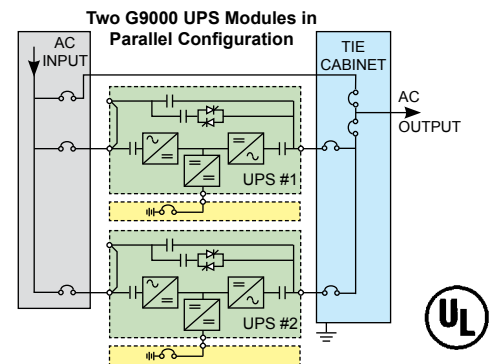 Two G9000 UPS Modules in
Parallel Configuration
AC
INPUT
TIE
CABINET
AC
OUTPUT
UPS #1
UPS #2
UL